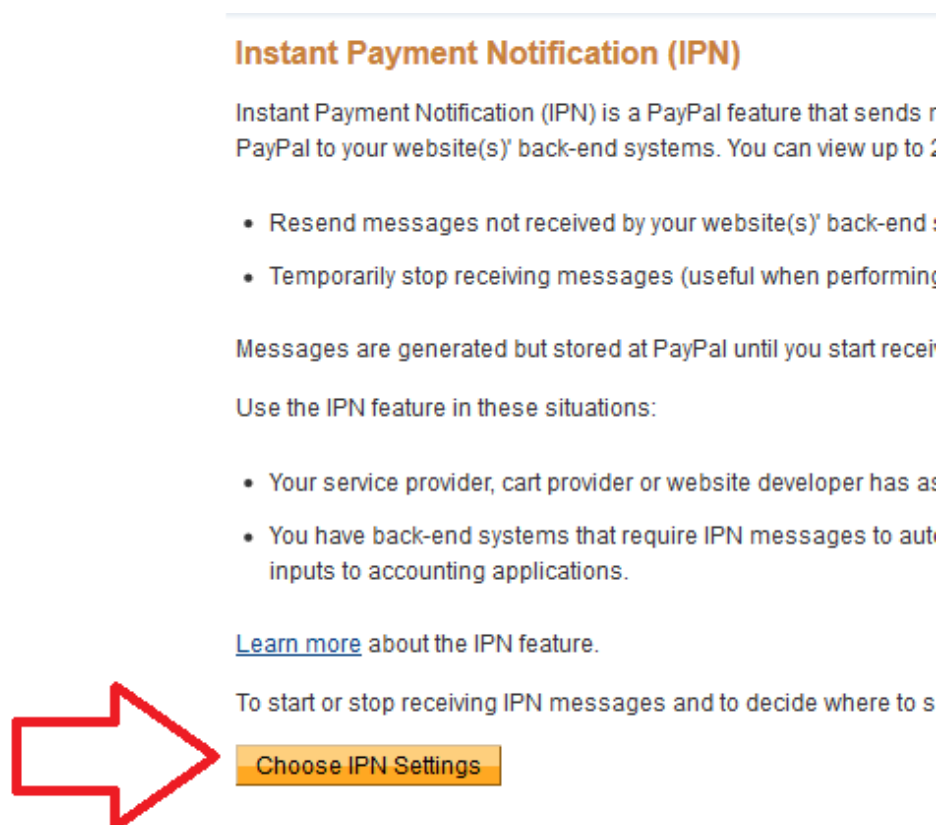 Instant Payment Notification (IPN)
Instant Payment Notification (IPN) is a PayPal feature that sends
PayPal to your website(s)' back-end systems. You can view up to
• Resend messages not received by your website(s)' back-end
• Temporarily stop receiving messages (useful when performing
Messages are generated but stored at PayPal until you start
Use the IPN feature in these situations:
• Your service provider, cart provider or website developer has
• You have back-end systems that require IPN messages to
inputs to accounting applications.
Learn more about the IPN feature.
To start or stop receiving IPN messages and to decide where to
Choose IPN Settings